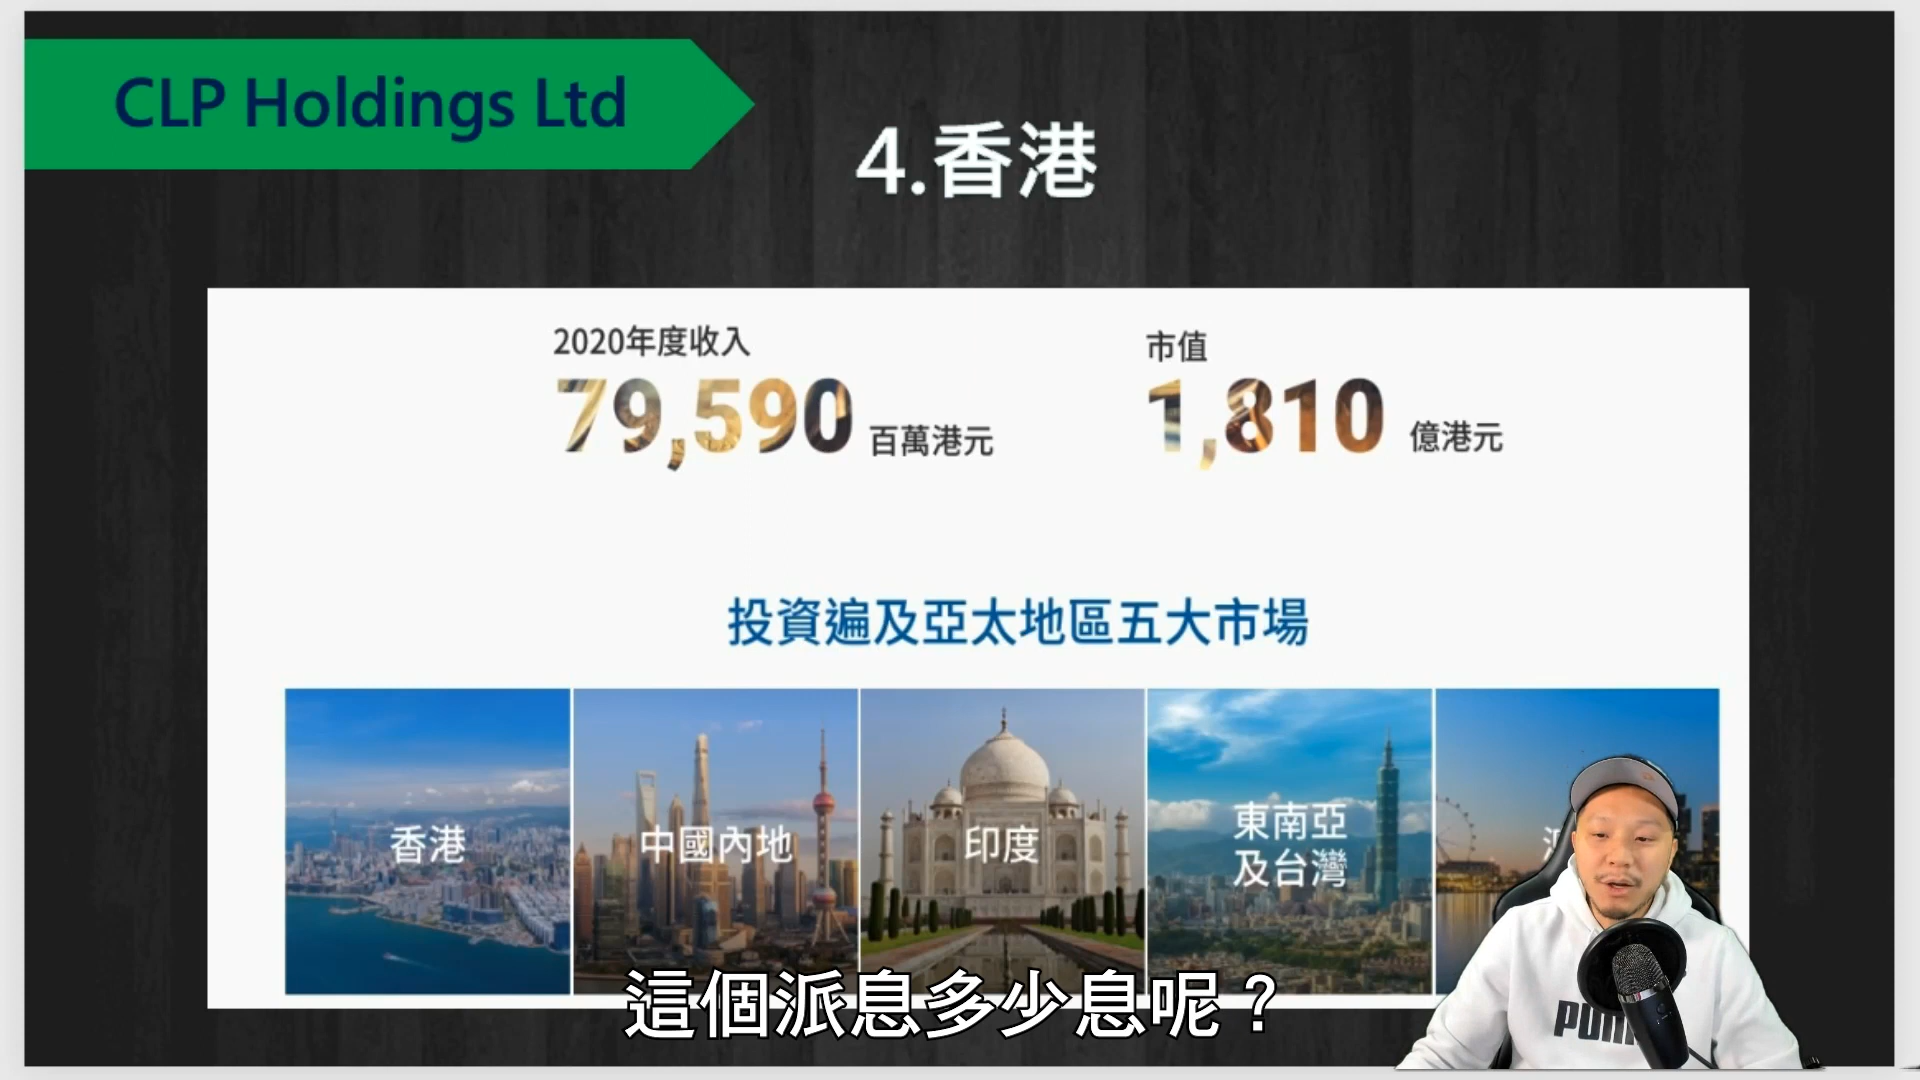 CLP Holdings Ltd
4.香港
2020年度收入
79,590 百萬港元
市值
1,810 億港元
投資遍及亞太地區五大市場
香港
中國內地
印度
東南亞
及台灣
這個派息多少息呢？